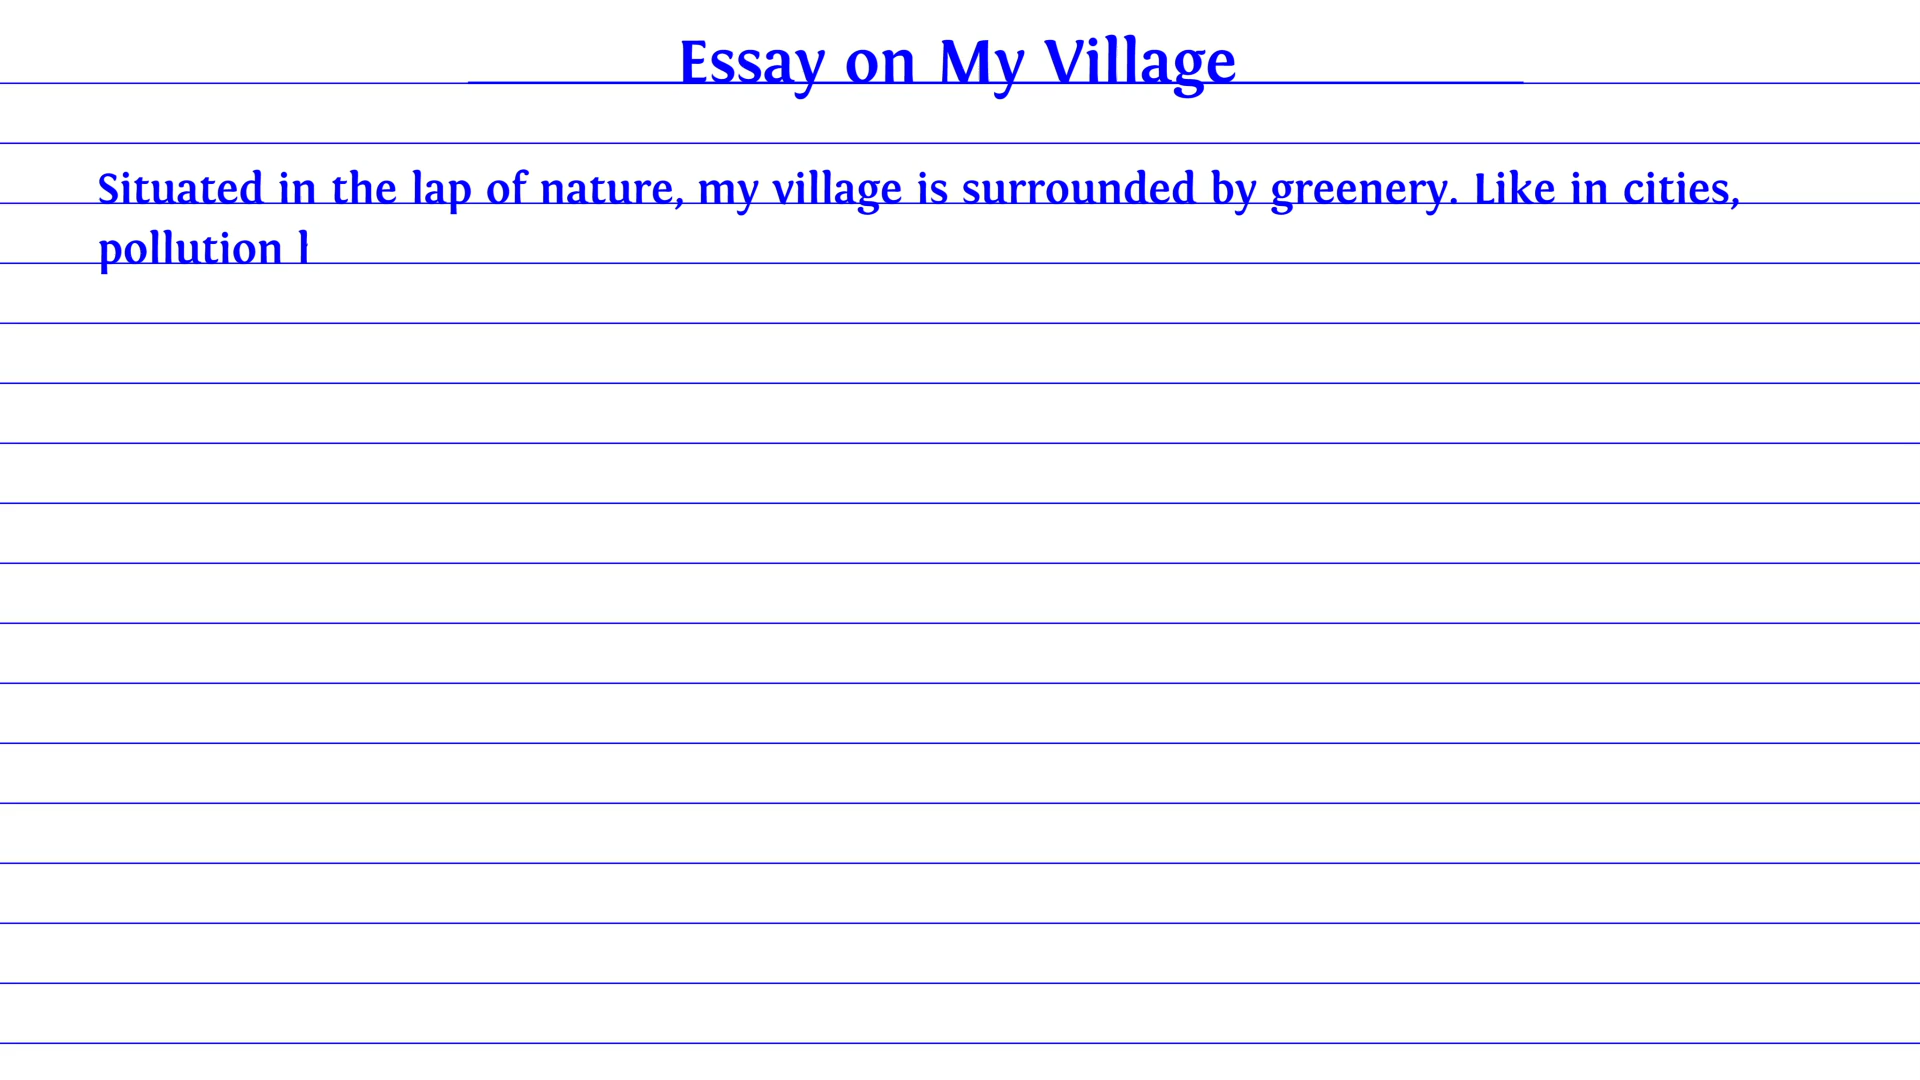 Essay on My Village
Situated in the lap of nature, my village is surrounded by greenery. Like in cities,
pollution